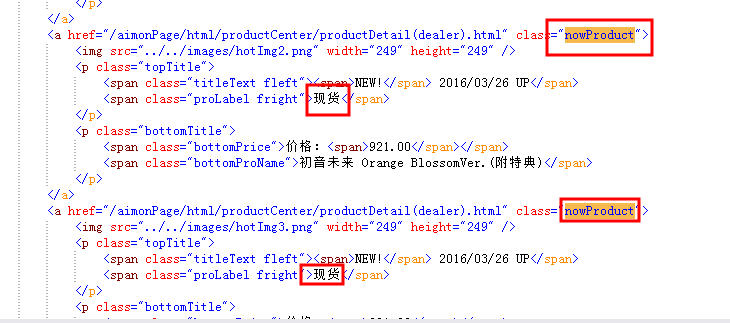 </p>
</a>
<a href="/aimonPage/html/productCenter/productDetail(dealer).html" class="nowProduct">
<img src="../../images/hotImg2.png" width="249" height="249" />
<p class="topTitle">
<span class="titleText fleft"><span>NEW!</span> 2016/03/26 UP</span>
<span class="proLabel fright">现货</span>
</p>
<p class="bottomTitle">
<span class="bottomPrice">价格：<span>921.00</span></span>
<span class="bottomProName">初音未来 Orange BlossomVer.(附特典)</span>
</p>
</a>
<a href="/aimonPage/html/productCenter/productDetail(dealer).html" class="nowProduct">
<img src="../../images/hotImg3.png" width="249" height="249" />
<p class="topTitle">
<span class="titleText fleft"><span>NEW!</span> 2016/03/26 UP</span>
<span class="proLabel fright">现货</span>
</p>
<p class="bottomTitle">